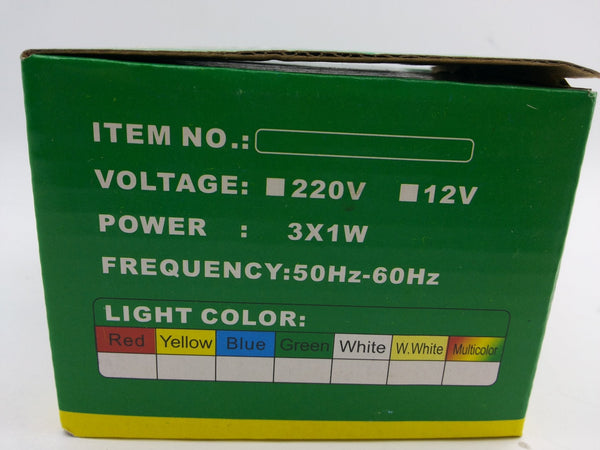 ITEM NO.:
VOLTAGE: 220V 12V
POWER : 3X1W
FREQUENCY:50Hz-60Hz
LIGHT COLOR:
Red Yellow Blue Green White W.White Multicolor